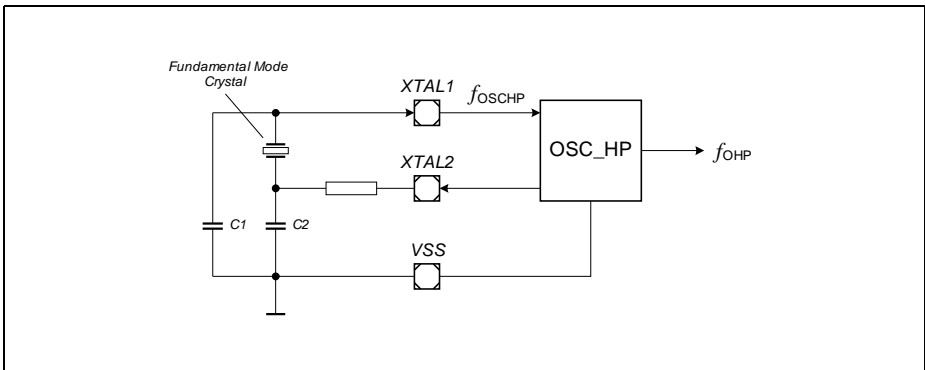 Fundamental Mode
Crystal
XTAL1
fOSCHP
OSC_HP
fOHP
XTAL2
C1
C2
VSS